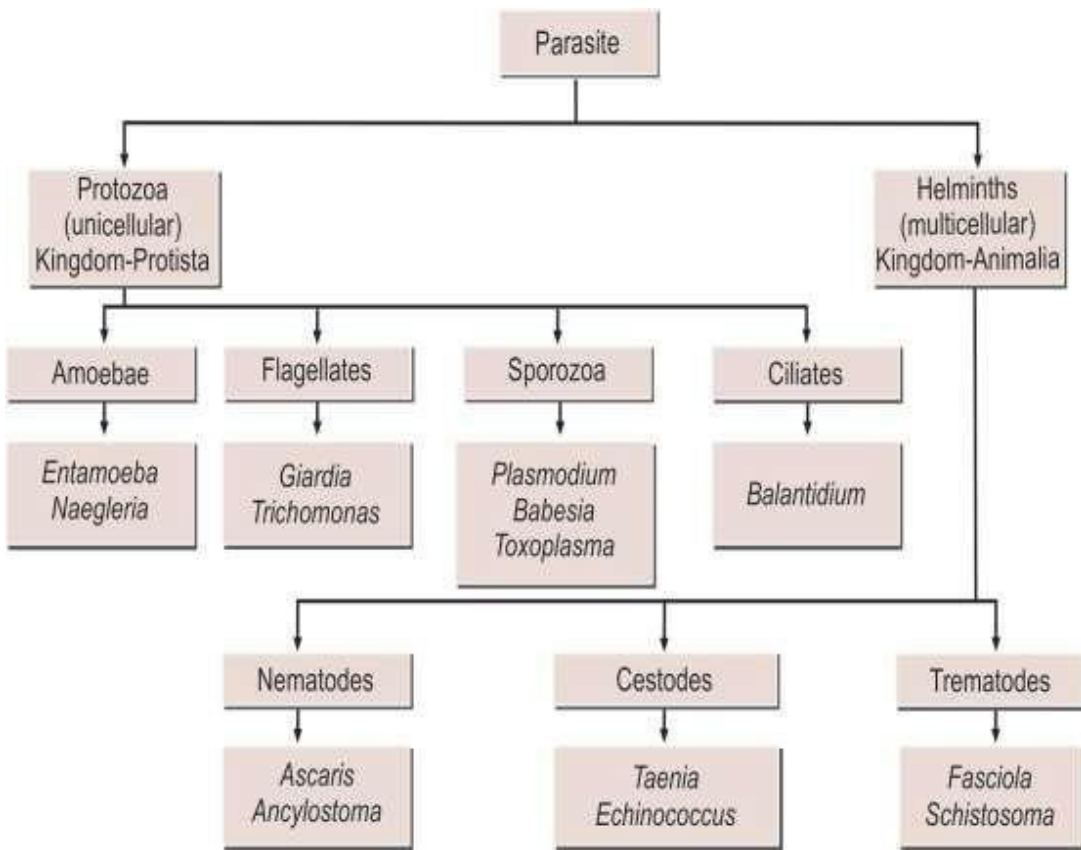 Parasite
Protozoa
(unicellular)
Kingdom-Protista
Helminths
(multicellular)
Kingdom-Animalia
Amoebae
Flagellates
Sporozoa
Ciliates
Entamoeba
Naegleria
Giardia
Trichomonas
Plasmodium
Babesia
Toxoplasma
Balantidium
Nematodes
Cestodes
Trematodes
Ascaris
Ancylostoma
Taenia
Echinococcus
Fasciola
Schistosoma